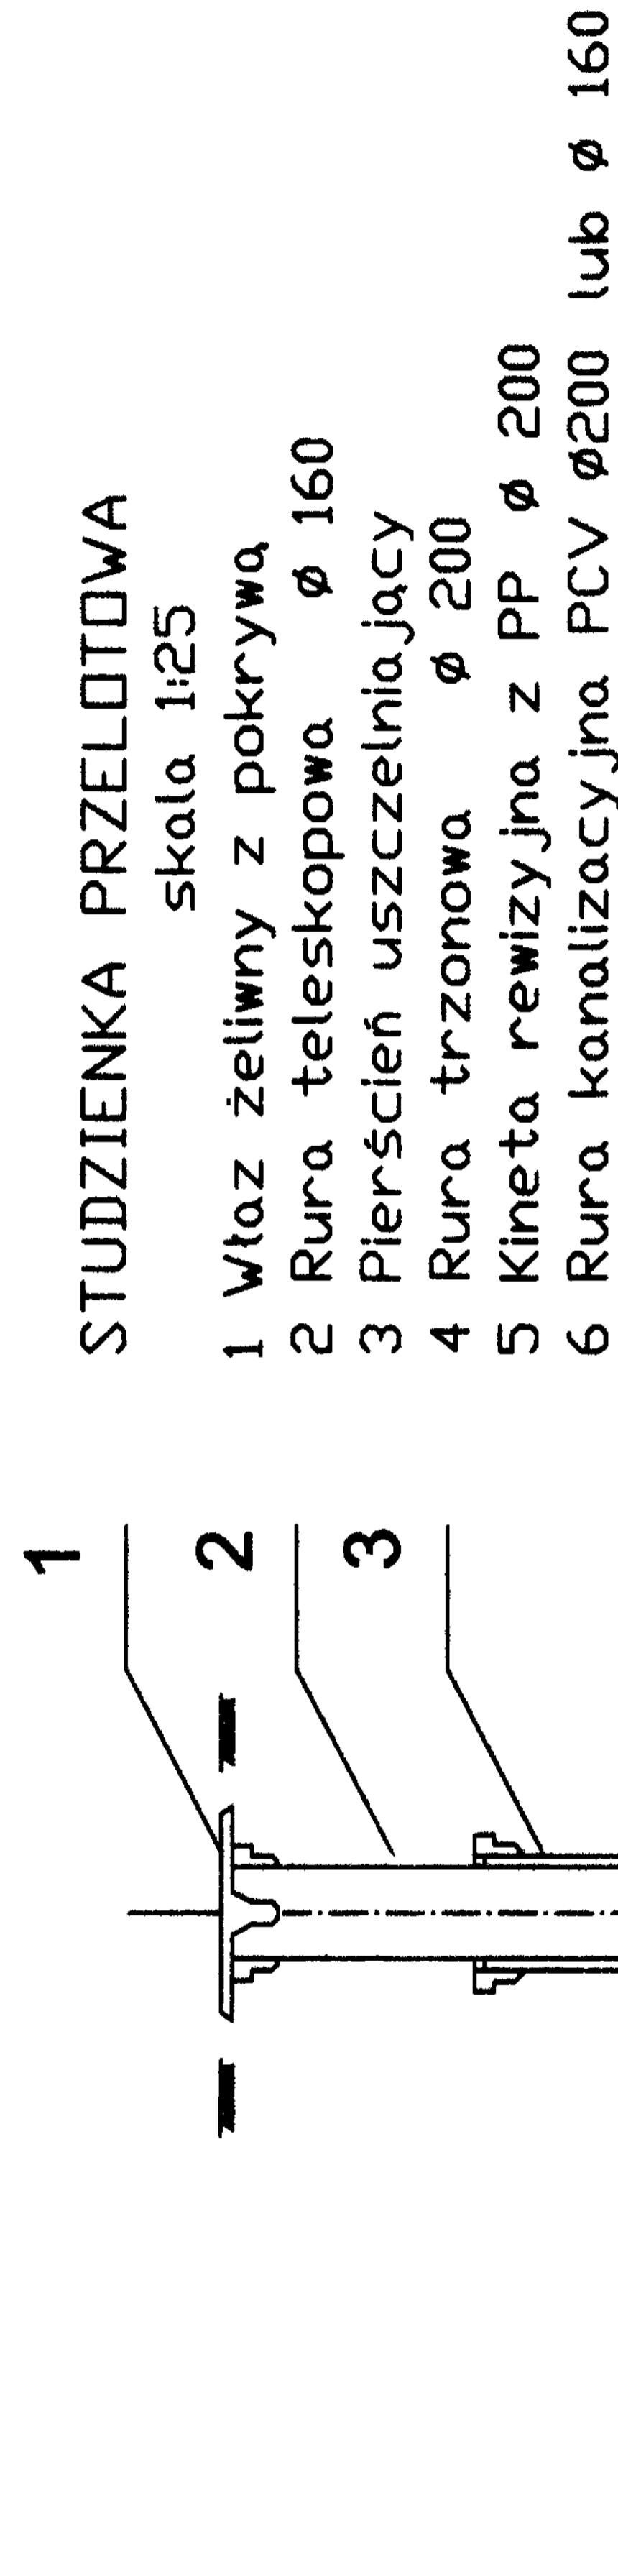 STUDZIENKA PRZELOTOWA
skala 1:25
1 Właz żeliwny z pokrywą
2 Rura teleskopowa ø 160
3 Pierścień uszczelniający
4 Rura trzonowa ø 200
5 Kineta rewizyjna z PP ø 200
6 Rura kanalizacyjna PCV ø200 lub ø 160
1
2
3